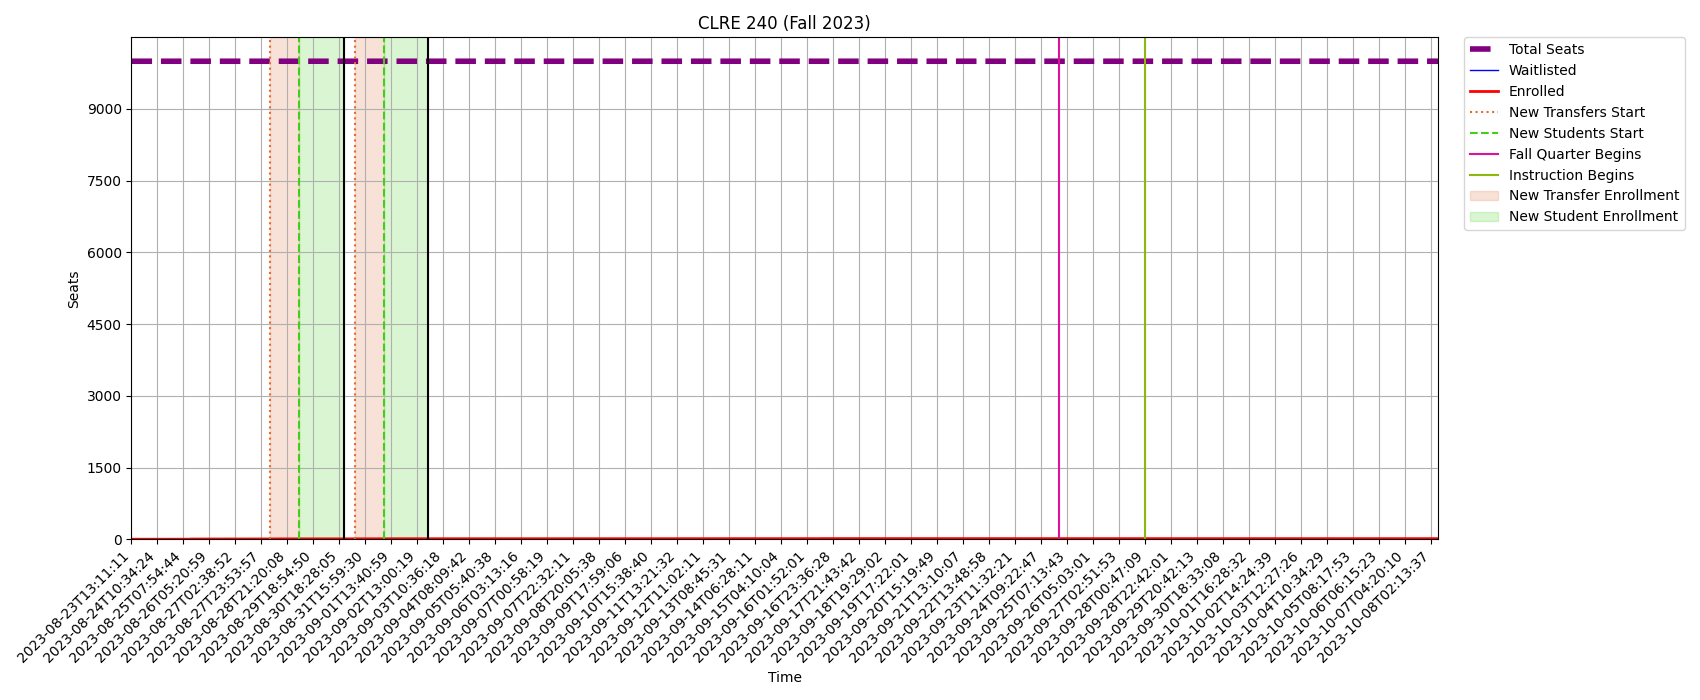 CLRE 240 (Fall 2023)
Total Seats
Waitlisted
Enrolled
New Transfers Start
New Students Start
Fall Quarter Begins
Instruction Begins
New Transfer Enrollment
New Student Enrollment
Seats
9000
7500
6000
4500
3000
1500
0
2023-08-23T13:11:11
2023-08-24T10:34:24
2023-08-25T07:54:44
2023-08-26T05:20:59
2023-08-27T02:38:52
2023-08-27T23:53:57
2023-08-28T21:20:08
2023-08-29T18:54:50
2023-08-30T18:28:05
2023-08-31T15:59:30
2023-09-01T13:40:59
2023-09-02T13:00:19
2023-09-03T10:36:18
2023-09-04T08:09:42
2023-09-05T05:40:38
2023-09-06T03:13:16
2023-09-07T00:58:19
2023-09-07T22:32:11
2023-09-08T20:05:38
2023-09-09T17:59:06
2023-09-10T15:38:40
2023-09-11T13:21:32
2023-09-12T11:02:11
2023-09-13T08:45:31
2023-09-14T06:28:11
2023-09-15T04:10:04
2023-09-16T01:52:01
2023-09-16T23:36:28
2023-09-17T21:43:42
2023-09-18T19:29:02
2023-09-19T17:22:01
2023-09-20T15:19:49
2023-09-21T13:10:07
2023-09-22T13:48:58
2023-09-23T11:32:21
2023-09-24T09:22:47
2023-09-25T07:13:43
2023-09-26T05:03:01
2023-09-27T02:51:53
2023-09-28T00:47:09
2023-09-28T22:42:01
2023-09-29T20:42:13
2023-09-30T18:33:08
2023-10-01T16:28:32
2023-10-02T14:24:39
2023-10-03T12:27:26
2023-10-04T10:34:29
2023-10-05T08:17:53
2023-10-06T06:15:23
2023-10-07T04:20:10
2023-10-08T02:13:37
Time